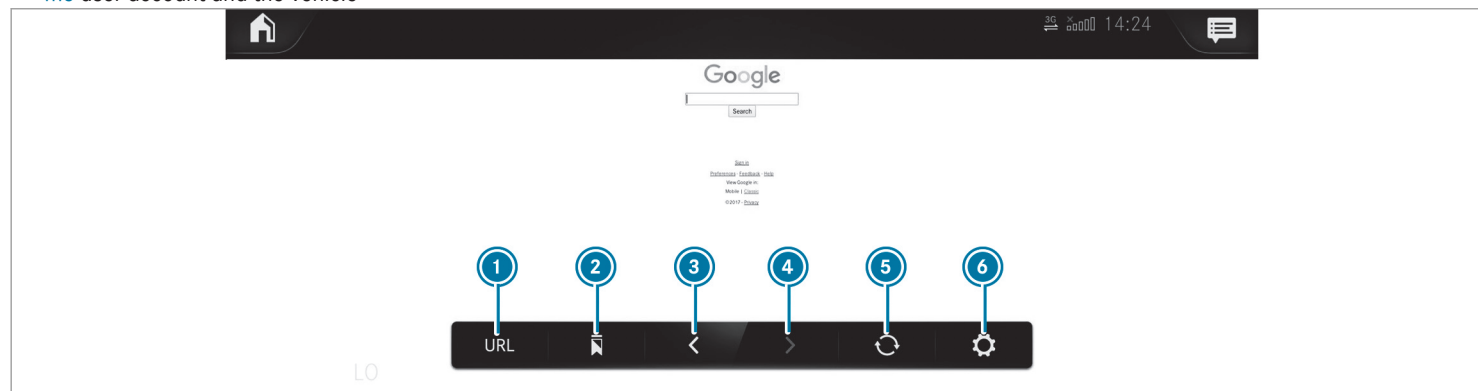 me user account and the vehicle
3G 14:24
Google
Search
Sign in
Preferences - Feedback - Help
View Google in:
Mobile | Classic
©2017 - Privacy
1 2 3 4 5 6
URL
LO